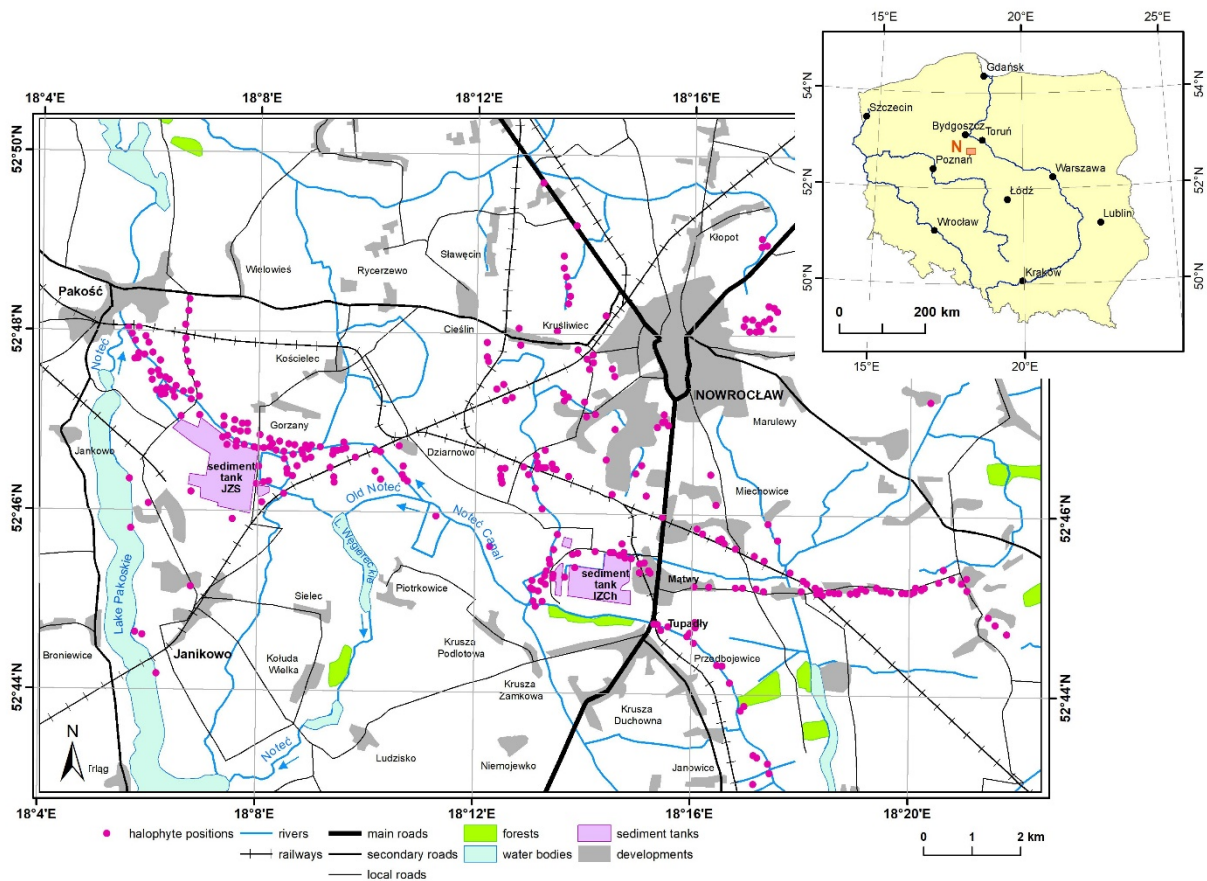 15°E 20°E 25°E
Gdańsk
54°N 54°N
Szczecin
Bydgoszcz
Toruń
N
Poznań
Warszawa
52°N 52°N
Łódź
Wrocław
Lublin
Kraków
50°N 50°N
0 200 km
15°E 20°E
18°4'E 18°8'E 18°12'E 18°16'E
52°50'N
Kłopot
Sławęcin
Wielowieś
Rycerzewo
Pakość
52°48'N
Cieślin
Kruśliwiec
Noteć
Kościelec
NOWROCŁAW
Marulewy
Gorzany
Jankowo
Dziarnowo
sediment
tank
JZS
Miechowice
Old Noteć
52°46'N 52°46'N
Noteć Canal
L. Węgiereckie
sediment
tank
IZCh
Mątwy
Piotrkowice
Sielec
Lake Pakoskie
Tupadły
Broniewice
Janikowo
Kołuda
Wielka
Krusza
Podlotowa
Przedbojewice
52°44'N 52°44'N
Krusza
Zamkowa
Krusza
Duchowna
N
Noteć
Ludzisko
Niemojewko
Janowice
Trląg
18°4'E 18°8'E 18°12'E 18°16'E 18°20'E
halophyte positions rivers main roads forests sediment tanks
railways secondary roads water bodies developments
local roads
0 1 2 km